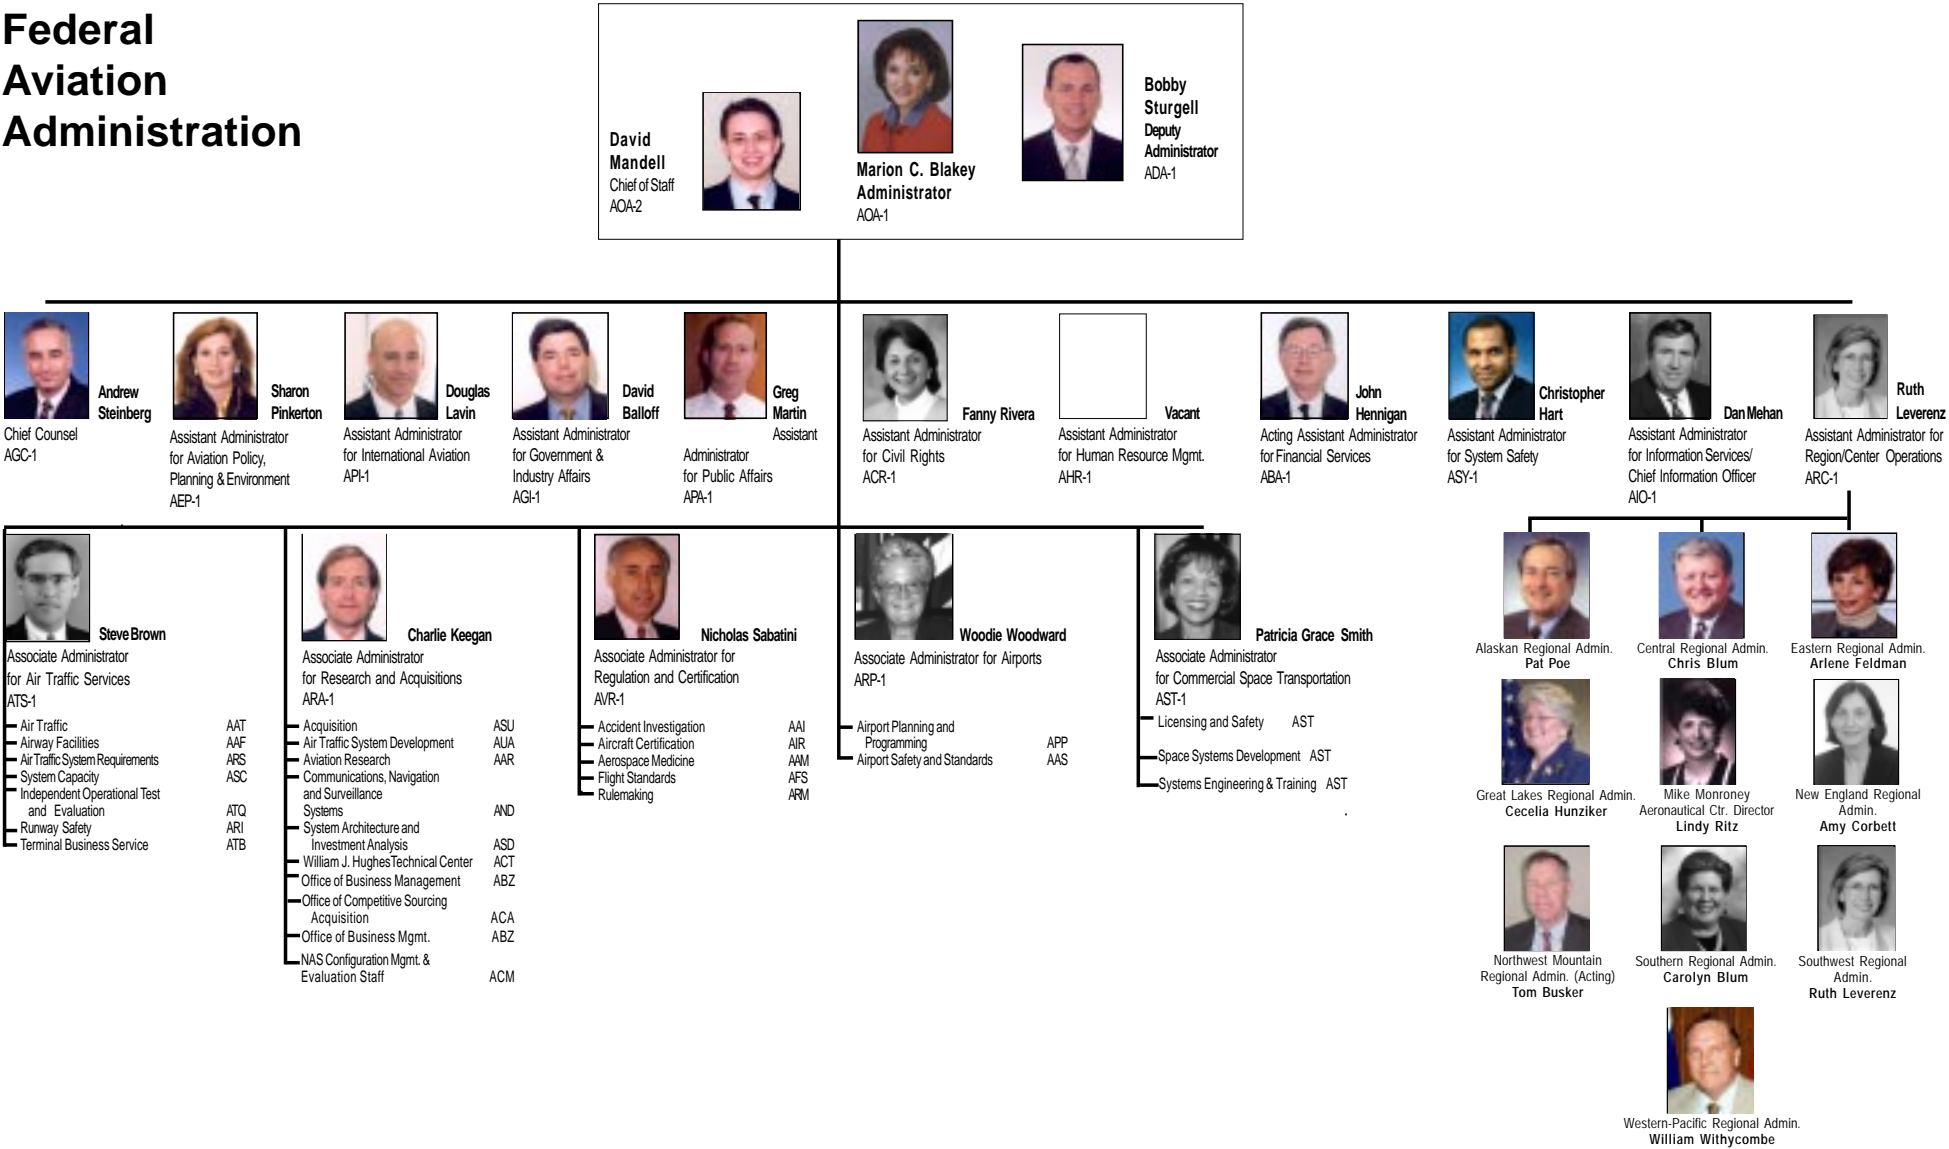 Federal
Aviation
Administration
David
Mandell
Chief of Staff
AOA-2
Marion C. Blakey
Administrator
AOA-1
Bobby
Sturgell
Deputy
Administrator
ADA-1
Andrew
Steinberg
Chief Counsel
AGC-1
Sharon
Pinkerton
Assistant Administrator
for Aviation Policy,
Planning & Environment
AEP-1
Douglas
Lavin
Assistant Administrator
for International Aviation
API-1
David
Balloff
Assistant Administrator
for Government &
Industry Affairs
AGI-1
Greg
Martin
Assistant
Administrator
for Public Affairs
APA-1
Fanny Rivera
Assistant Administrator
for Civil Rights
ACR-1
Vacant
Assistant Administrator
for Human Resource Mgmt.
AHR-1
John
Hennigan
Acting Assistant Administrator
for Financial Services
ABA-1
Christopher
Hart
Assistant Administrator
for System Safety
ASY-1
Dan Mehan
Assistant Administrator
for Information Services/
Chief Information Officer
AIO-1
Ruth
Leverenz
Assistant Administrator for
Region/Center Operations
ARC-1
Steve Brown
Associate Administrator
for Air Traffic Services
ATS-1
Air Traffic AAT
Airway Facilities AAF
Air Traffic System Requirements ARS
System Capacity ASC
Independent Operational Test
and Evaluation ATQ
Runway Safety ARI
Terminal Business Service ATB
Charlie Keegan
Associate Administrator
for Research and Acquisitions
ARA-1
Acquisition ASU
Air Traffic System Development AUA
Aviation Research AAR
Communications, Navigation
and Surveillance
Systems AND
System Architecture and
Investment Analysis ASD
William J. Hughes Technical Center ACT
Office of Business Management ABZ
Office of Competitive Sourcing
Acquisition ACA
Office of Business Mgmt. ABZ
NAS Configuration Mgmt. &
Evaluation Staff ACM
Nicholas Sabatini
Associate Administrator for
Regulation and Certification
AVR-1
Accident Investigation AAI
Aircraft Certification AIR
Aerospace Medicine AAM
Flight Standards AFS
Rulemaking ARM
Woodie Woodward
Associate Administrator for Airports
ARP-1
Airport Planning and
Programming APP
Airport Safety and Standards AAS
Patricia Grace Smith
Associate Administrator
for Commercial Space Transportation
AST-1
Licensing and Safety AST
Space Systems Development AST
Systems Engineering & Training AST
.
Alaskan Regional Admin.
Pat Poe
Central Regional Admin.
Chris Blum
Eastern Regional Admin.
Arlene Feldman
Great Lakes Regional Admin.
Cecelia Hunziker
Mike Monroney
Aeronautical Ctr. Director
Lindy Ritz
New England Regional
Admin.
Amy Corbett
Northwest Mountain
Regional Admin. (Acting)
Tom Busker
Southern Regional Admin.
Carolyn Blum
Southwest Regional
Admin.
Ruth Leverenz
Western-Pacific Regional Admin.
William Withycombe